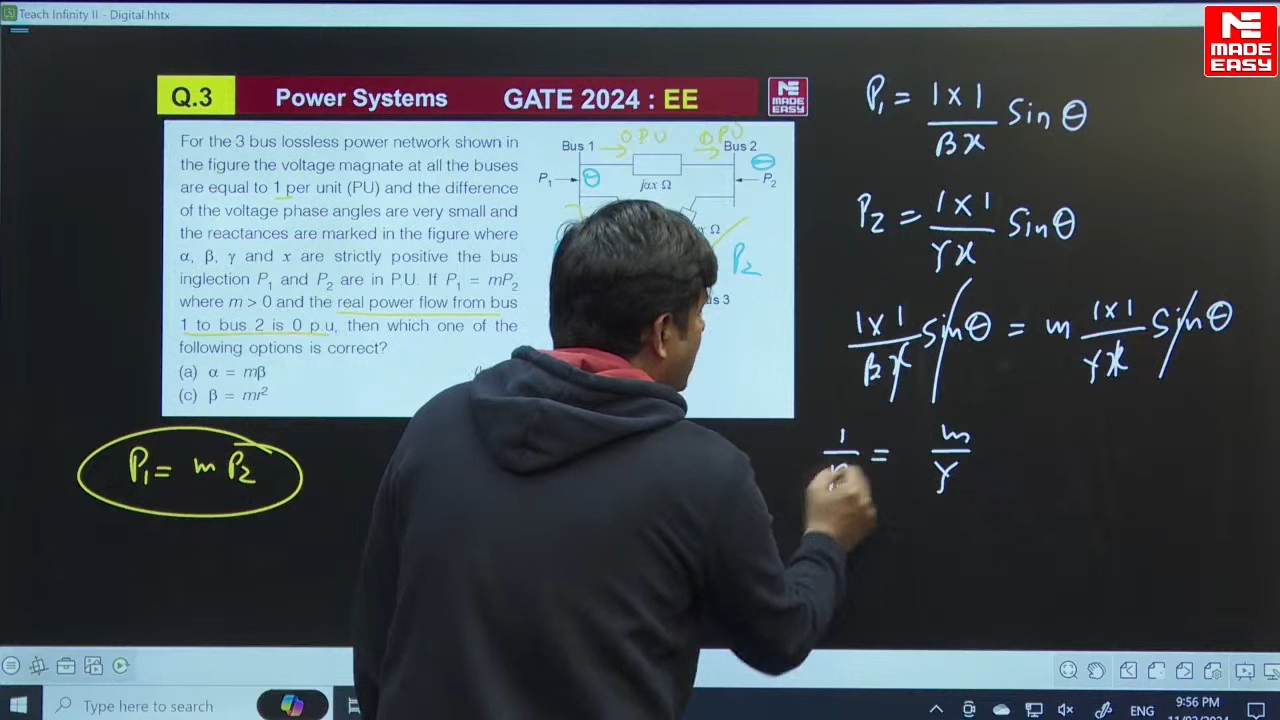 Teach Infinity II - Digital.hhtx
Q.3 Power Systems GATE 2024 : EE
MADE EASY
For the 3 bus lossless power network shown in
the figure the voltage magnate at all the buses
are equal to 1 per unit (PU) and the difference
of the voltage phase angles are very small and
the reactances are marked in the figure where
α, β, γ and x are strictly positive the bus
inglection P₁ and P₂ are in P.U. If P₁ = mP₂
where m > 0 and the real power flow from bus
1 to bus 2 is 0 p.u, then which one of the
following options is correct?
(a) α = mβ
(c) β = mr²
0 PU 0 PU
Bus 1 Bus 2
θ θ
P₁ jαx Ω P₂
x Ω
P₂
s 3
P₁ = m P₂
P₁ = 1 x 1 / βx Sin θ
P₂ = 1 x 1 / γx Sin θ
1 x 1 / βx Sin θ = m 1 x 1 / γx Sin θ
1 / = m / γ
MADE
EASY
Type here to search
ENG
9:56 PM